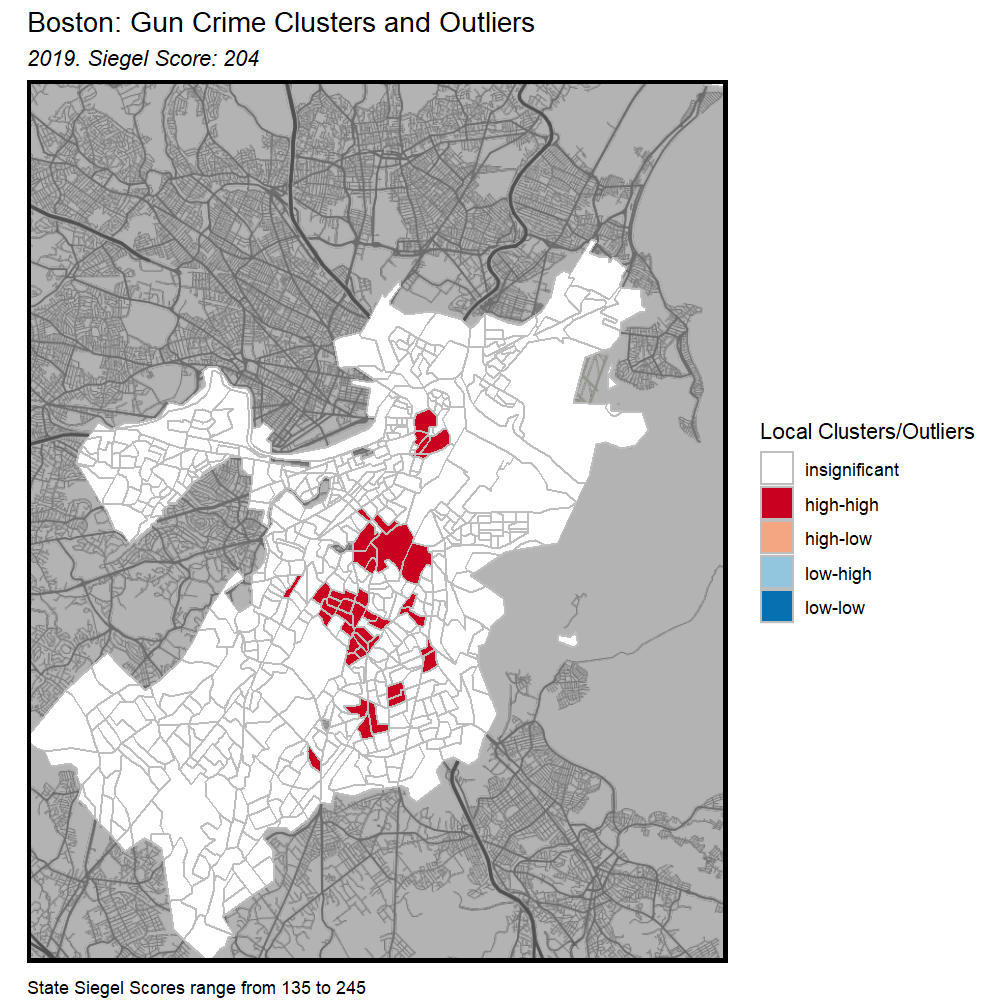 Boston: Gun Crime Clusters and Outliers
2019. Siegel Score: 204
Local Clusters/Outliers
insignificant
high-high
high-low
low-high
low-low
State Siegel Scores range from 135 to 245